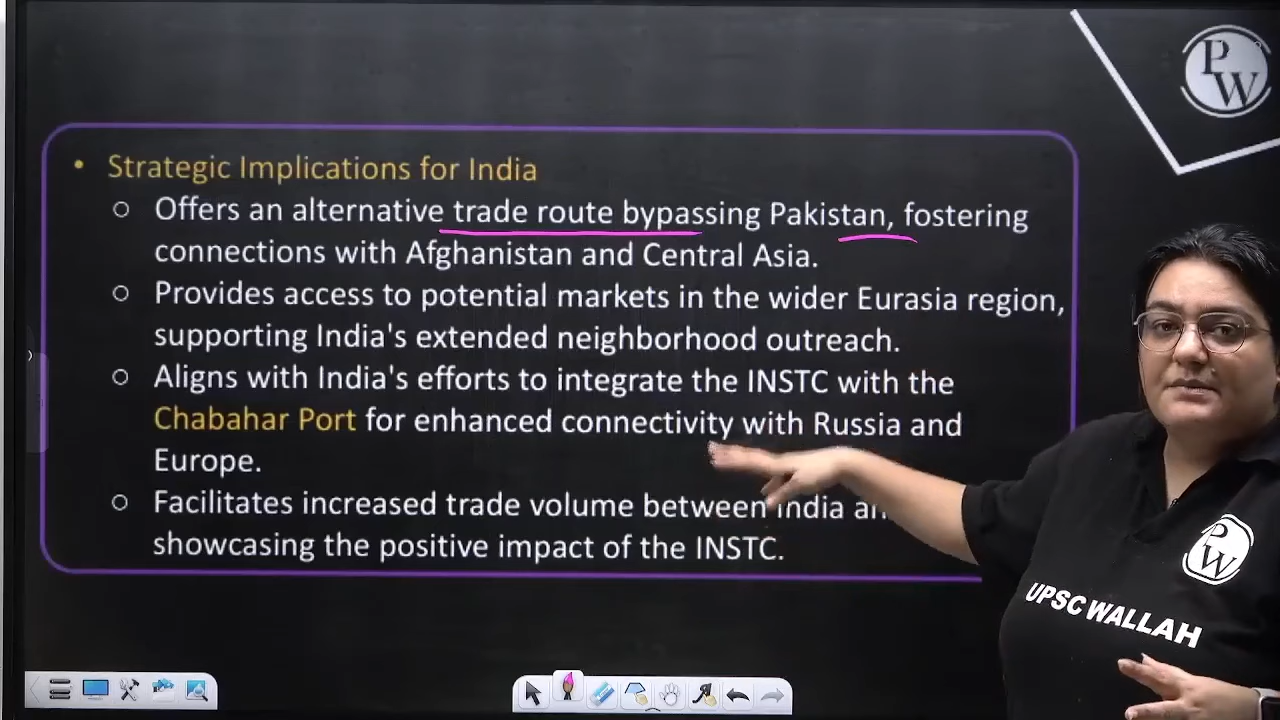 PW
• Strategic Implications for India
○ Offers an alternative trade route bypassing Pakistan, fostering
connections with Afghanistan and Central Asia.
○ Provides access to potential markets in the wider Eurasia region,
supporting India's extended neighborhood outreach.
○ Aligns with India's efforts to integrate the INSTC with the
Chabahar Port for enhanced connectivity with Russia and
Europe.
○ Facilitates increased trade volume between India
showcasing the positive impact of the INSTC.
PW
UPSC WALLAH